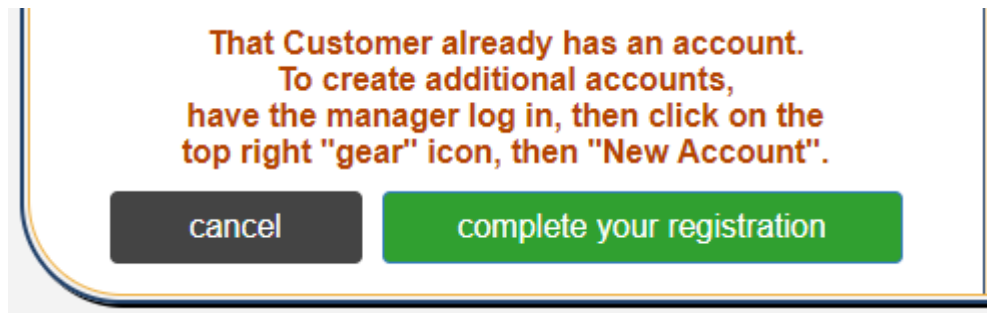 That Customer already has an account.
To create additional accounts,
have the manager log in, then click on the
top right "gear" icon, then "New Account".
cancel
complete your registration